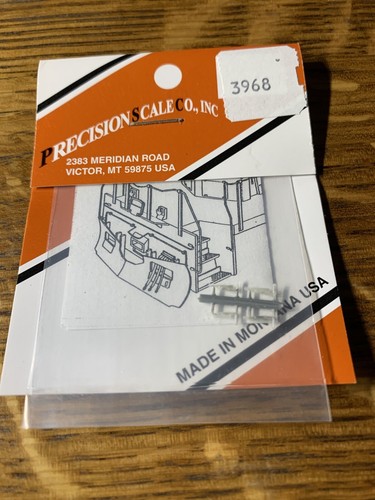 3968
PRECISION SCALE CO., INC
2383 MERIDIAN ROAD
VICTOR, MT 59875 USA
MADE IN MONTANA USA